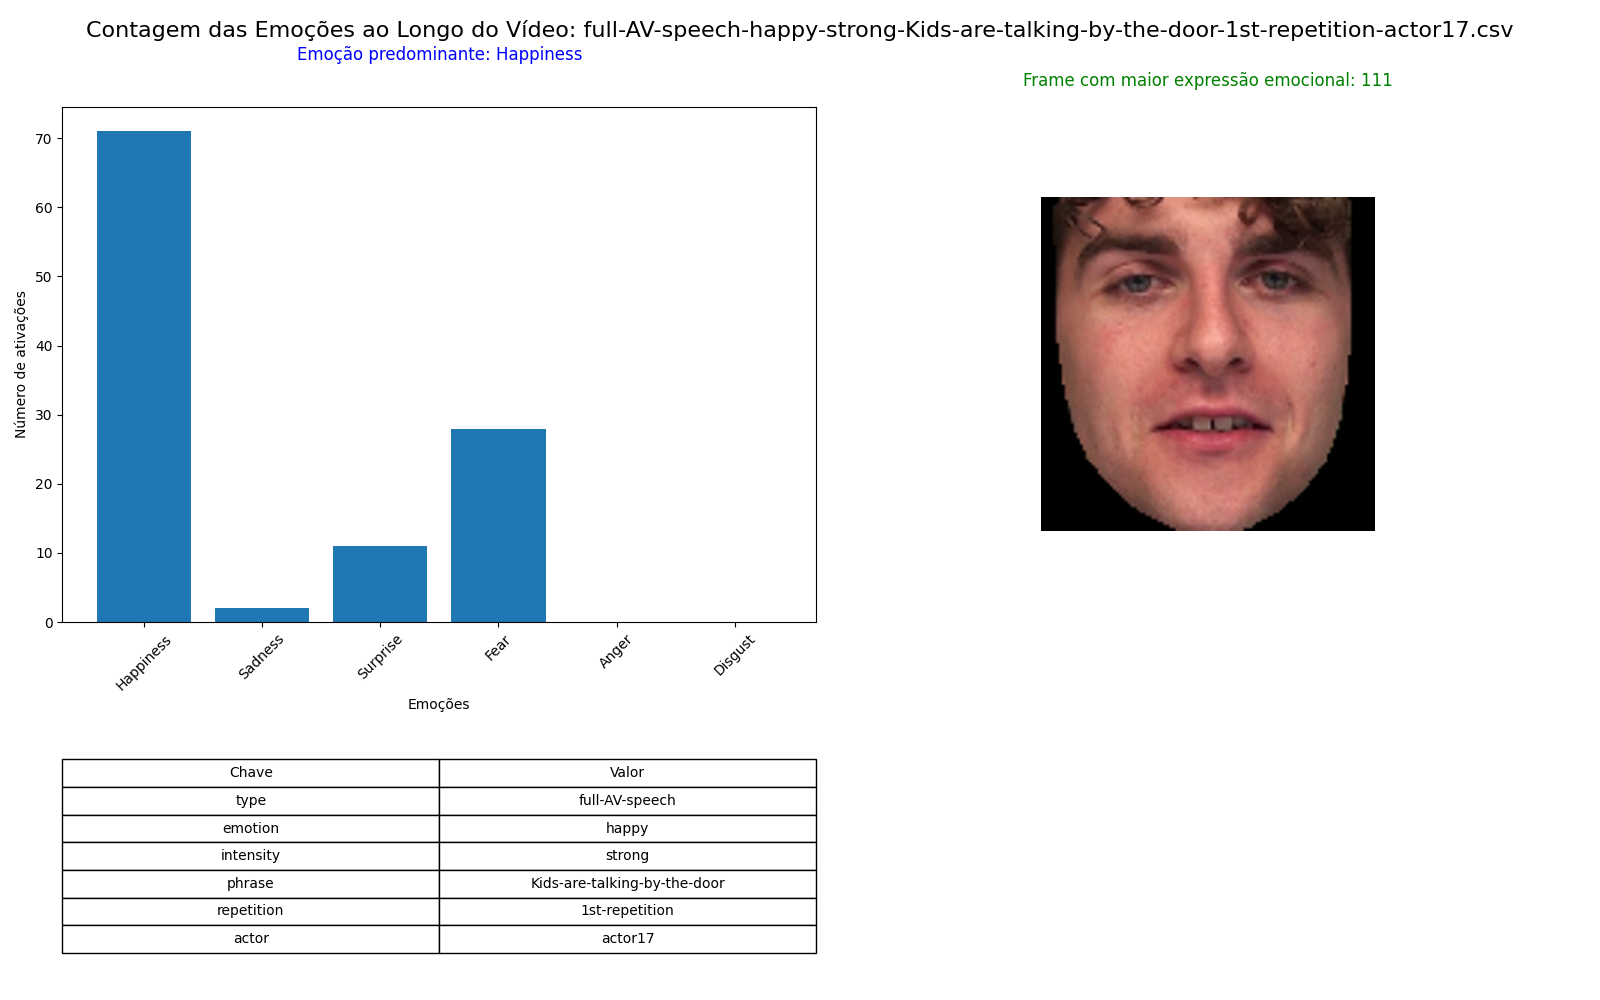 Contagem das Emoções ao Longo do Vídeo: full-AV-speech-happy-strong-Kids-are-talking-by-the-door-1st-repetition-actor17.csv
Emoção predominante: Happiness
Frame com maior expressão emocional: 111
Número de ativações
70
60
50
40
30
20
10
0
Happiness
Sadness
Surprise
Fear
Anger
Disgust
Emoções
Chave Valor
type full-AV-speech
emotion happy
intensity strong
phrase Kids-are-talking-by-the-door
repetition 1st-repetition
actor actor17